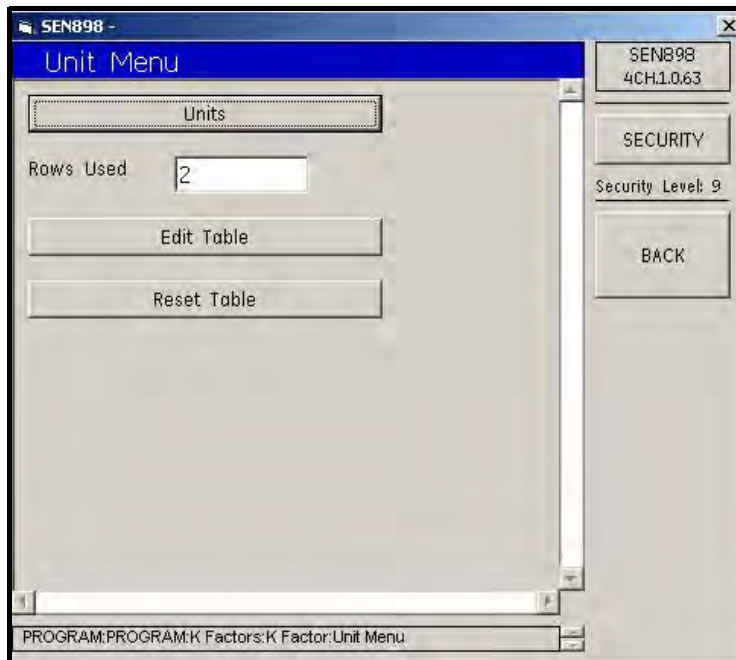 SEN898 -
Unit Menu
Units
Rows Used 2
Edit Table
Reset Table
SEN898
4CH.1.0.63
SECURITY
Security Level: 9
BACK
PROGRAM:PROGRAM:K Factors:K Factor:Unit Menu